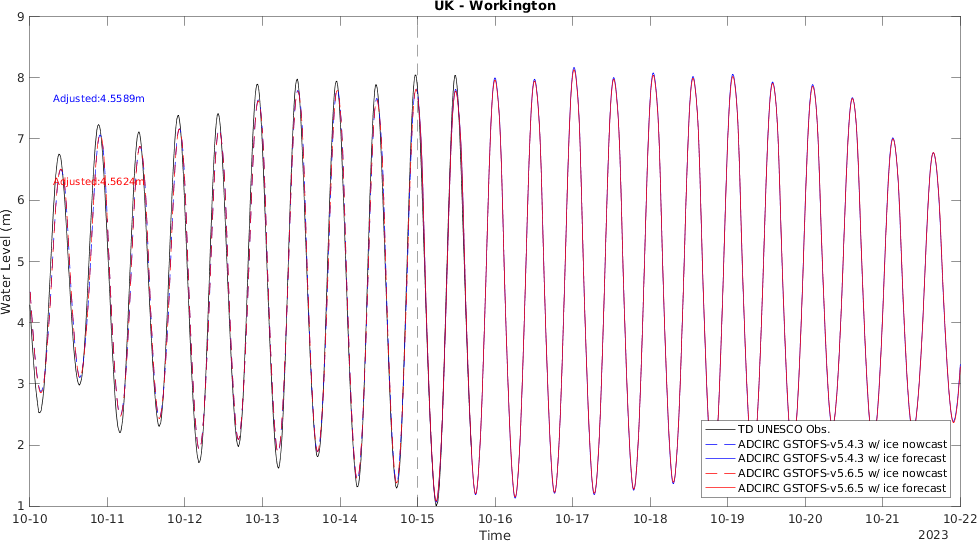 UK - Workington
9
8
7
6
5
4
3
2
1
Water Level (m)
Adjusted:4.5589m
Adjusted:4.5624m
TD UNESCO Obs.
ADCIRC GSTOFS-v5.4.3 w/ ice nowcast
ADCIRC GSTOFS-v5.4.3 w/ ice forecast
ADCIRC GSTOFS-v5.6.5 w/ ice nowcast
ADCIRC GSTOFS-v5.6.5 w/ ice forecast
10-10 10-11 10-12 10-13 10-14 10-15 10-16 10-17 10-18 10-19 10-20 10-21 10-22
Time
2023